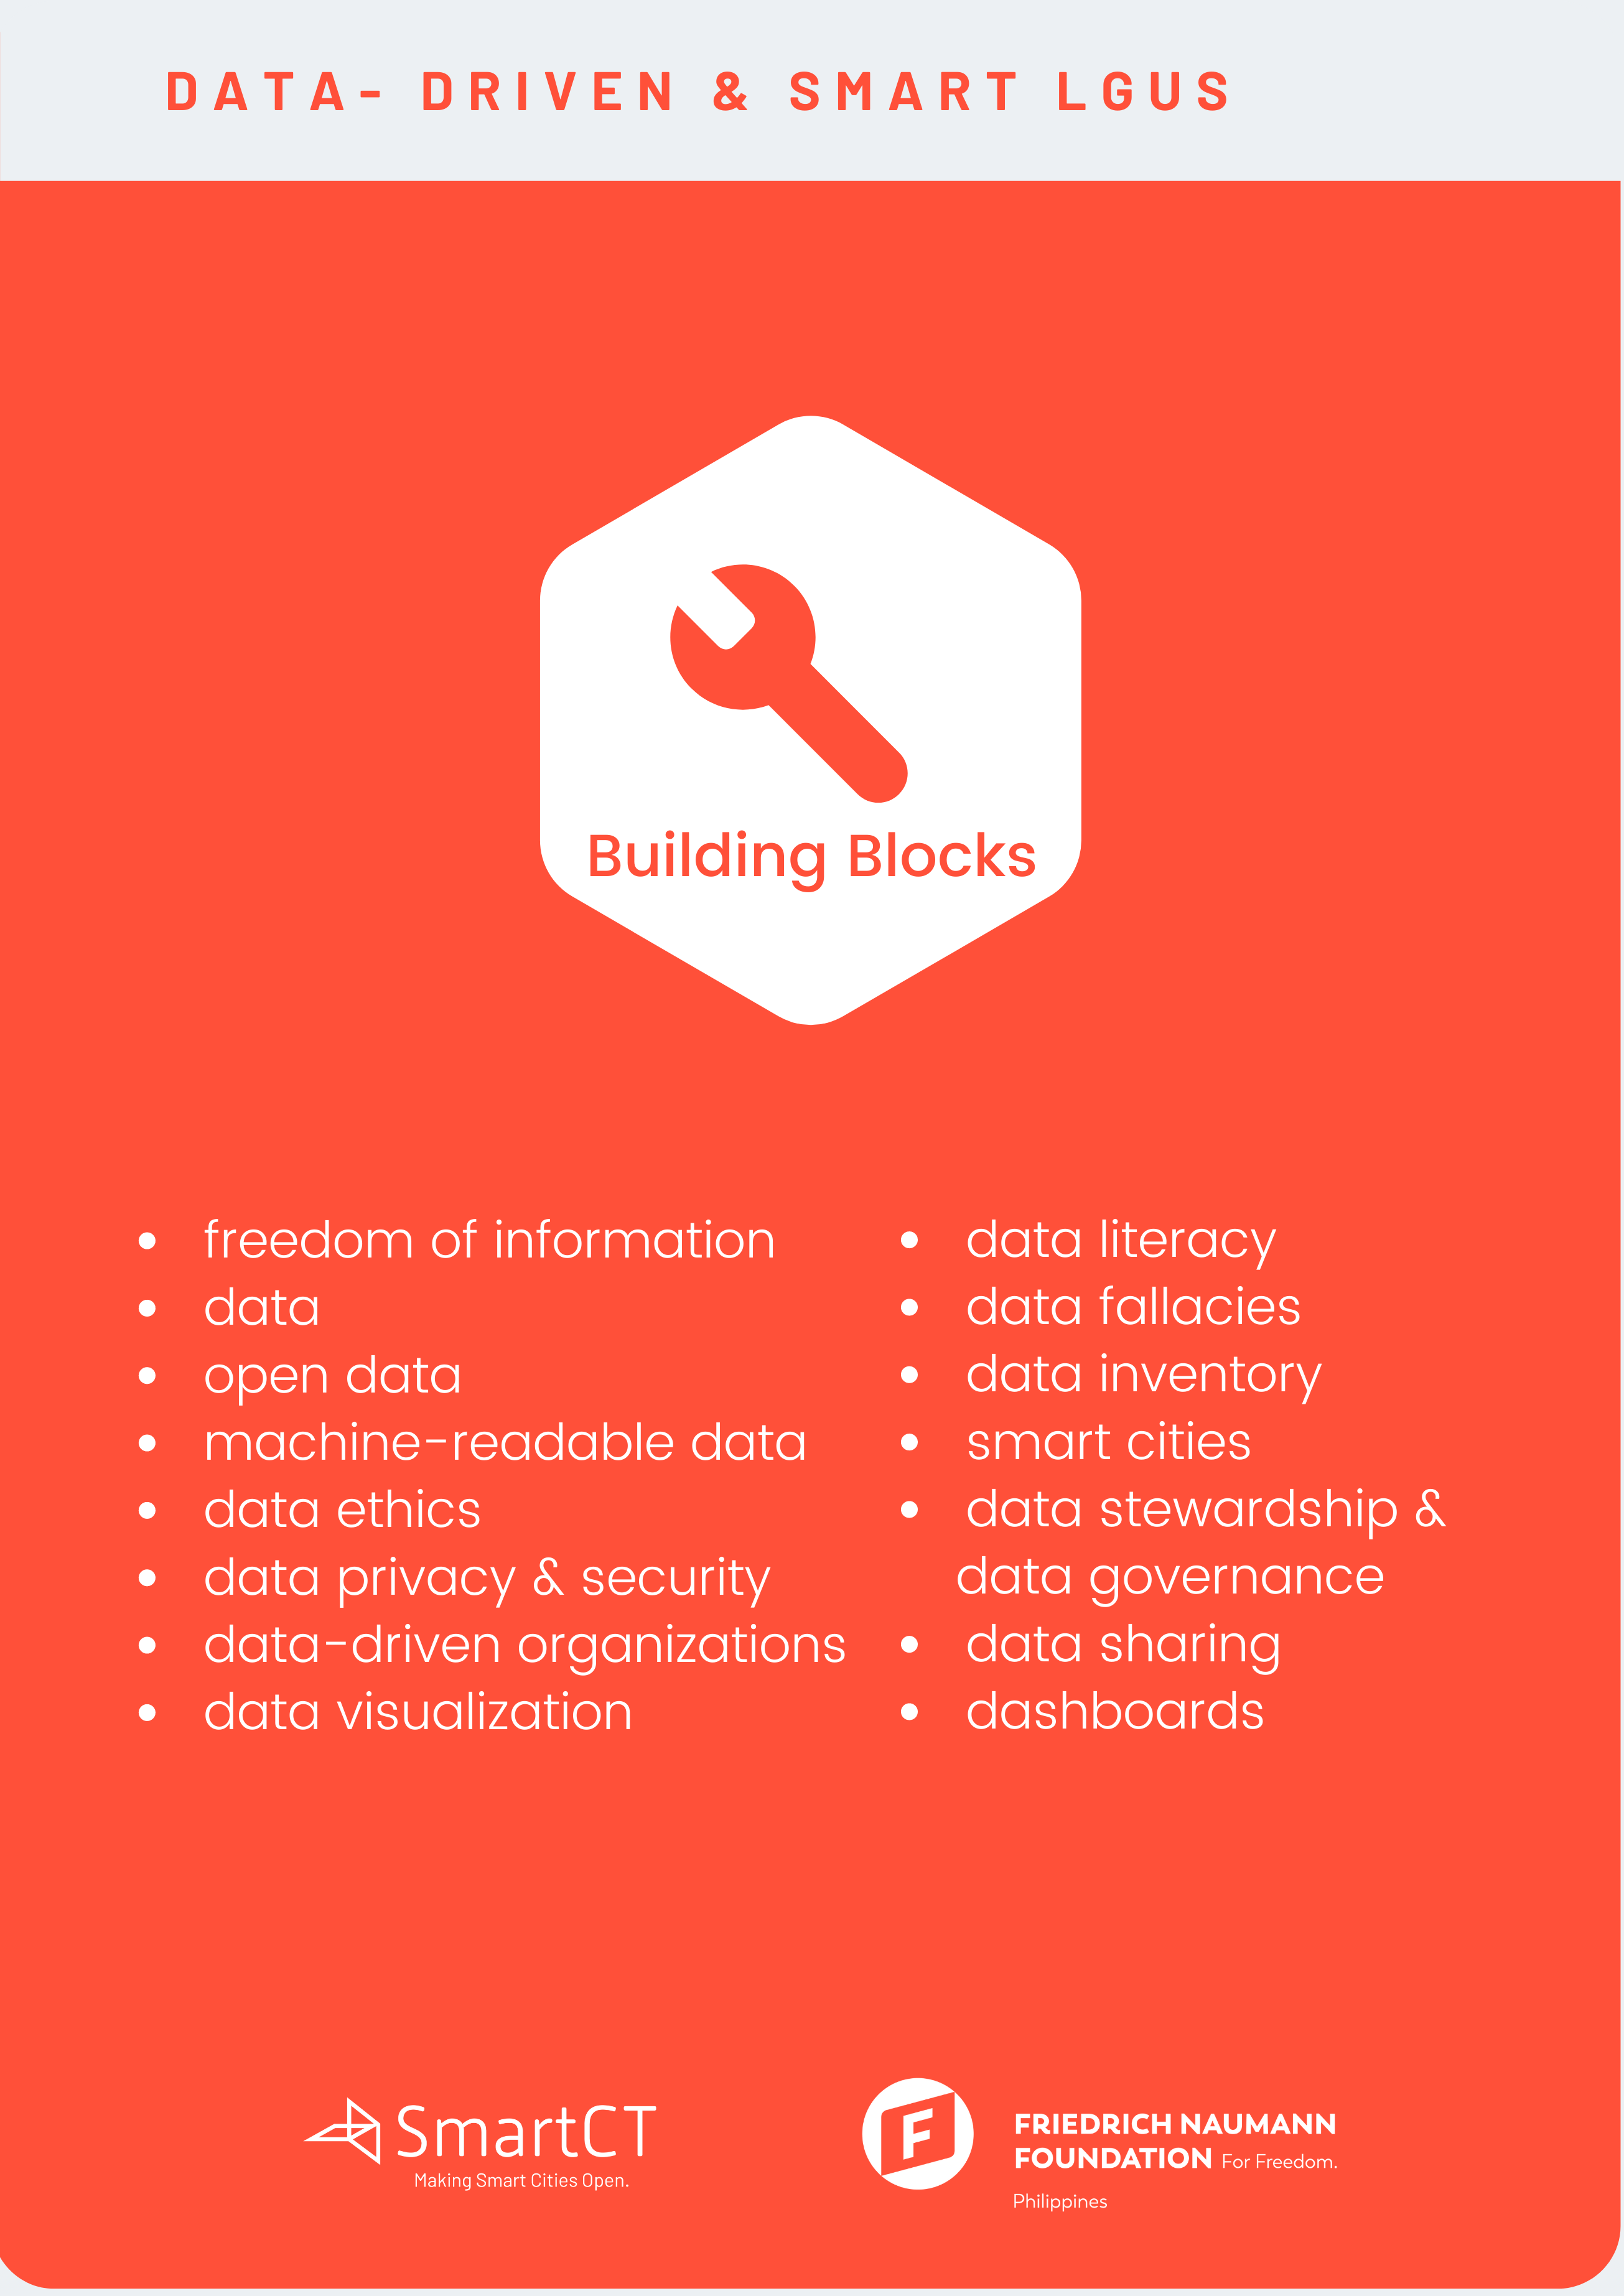 DATA- DRIVEN & SMART LGUS
Building Blocks
• freedom of information
• data
• open data
• machine-readable data
• data ethics
• data privacy & security
• data-driven organizations
• data visualization
• data literacy
• data fallacies
• data inventory
• smart cities
• data stewardship &
data governance
• data sharing
• dashboards
SmartCT
Making Smart Cities Open.
F
FRIEDRICH NAUMANN
FOUNDATION For Freedom.
Philippines